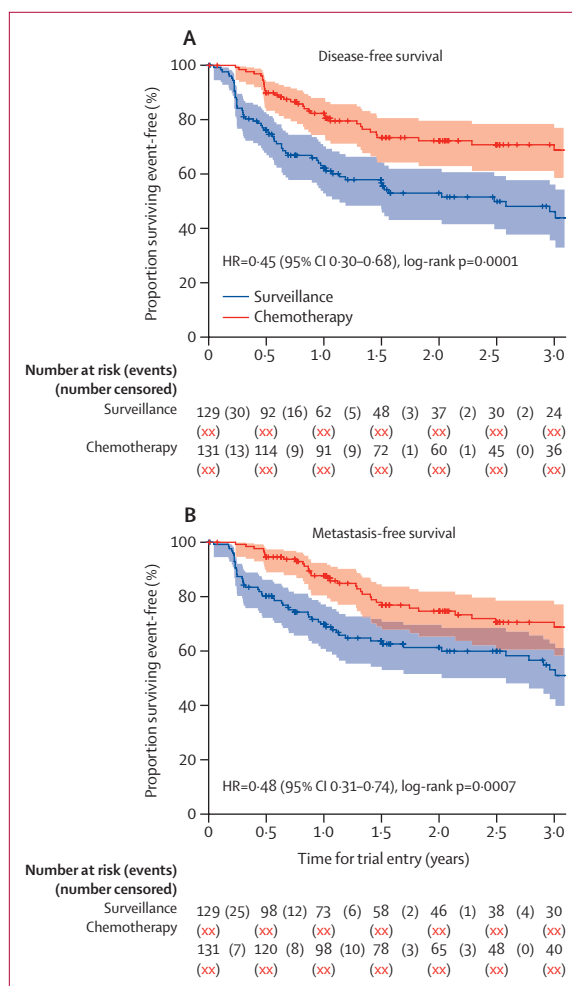 A
Disease-free survival
100
80
60
40
20
0
Proportion surviving event-free (%)
HR=0·45 (95% CI 0·30–0·68), log-rank p=0·0001
Surveillance
Chemotherapy
0 0·5 1·0 1·5 2·0 2·5 3·0
Number at risk (events)
(number censored)
Surveillance 129 (30) 92 (16) 62 (5) 48 (3) 37 (2) 30 (2) 24
(xx) (xx) (xx) (xx) (xx) (xx) (xx)
Chemotherapy 131 (13) 114 (9) 91 (9) 72 (1) 60 (1) 45 (0) 36
(xx) (xx) (xx) (xx) (xx) (xx) (xx)
B
Metastasis-free survival
100
80
60
40
20
0
Proportion surviving event-free (%)
HR=0·48 (95% CI 0·31–0·74), log-rank p=0·0007
0 0·5 1·0 1·5 2·0 2·5 3·0
Time for trial entry (years)
Number at risk (events)
(number censored)
Surveillance 129 (25) 98 (12) 73 (6) 58 (2) 46 (1) 38 (4) 30
Chemotherapy (xx) (xx) (xx) (xx) (xx) (xx) (xx)
131 (7) 120 (8) 98 (10) 78 (3) 65 (3) 48 (0) 40
(xx) (xx) (xx) (xx) (xx) (xx) (xx)